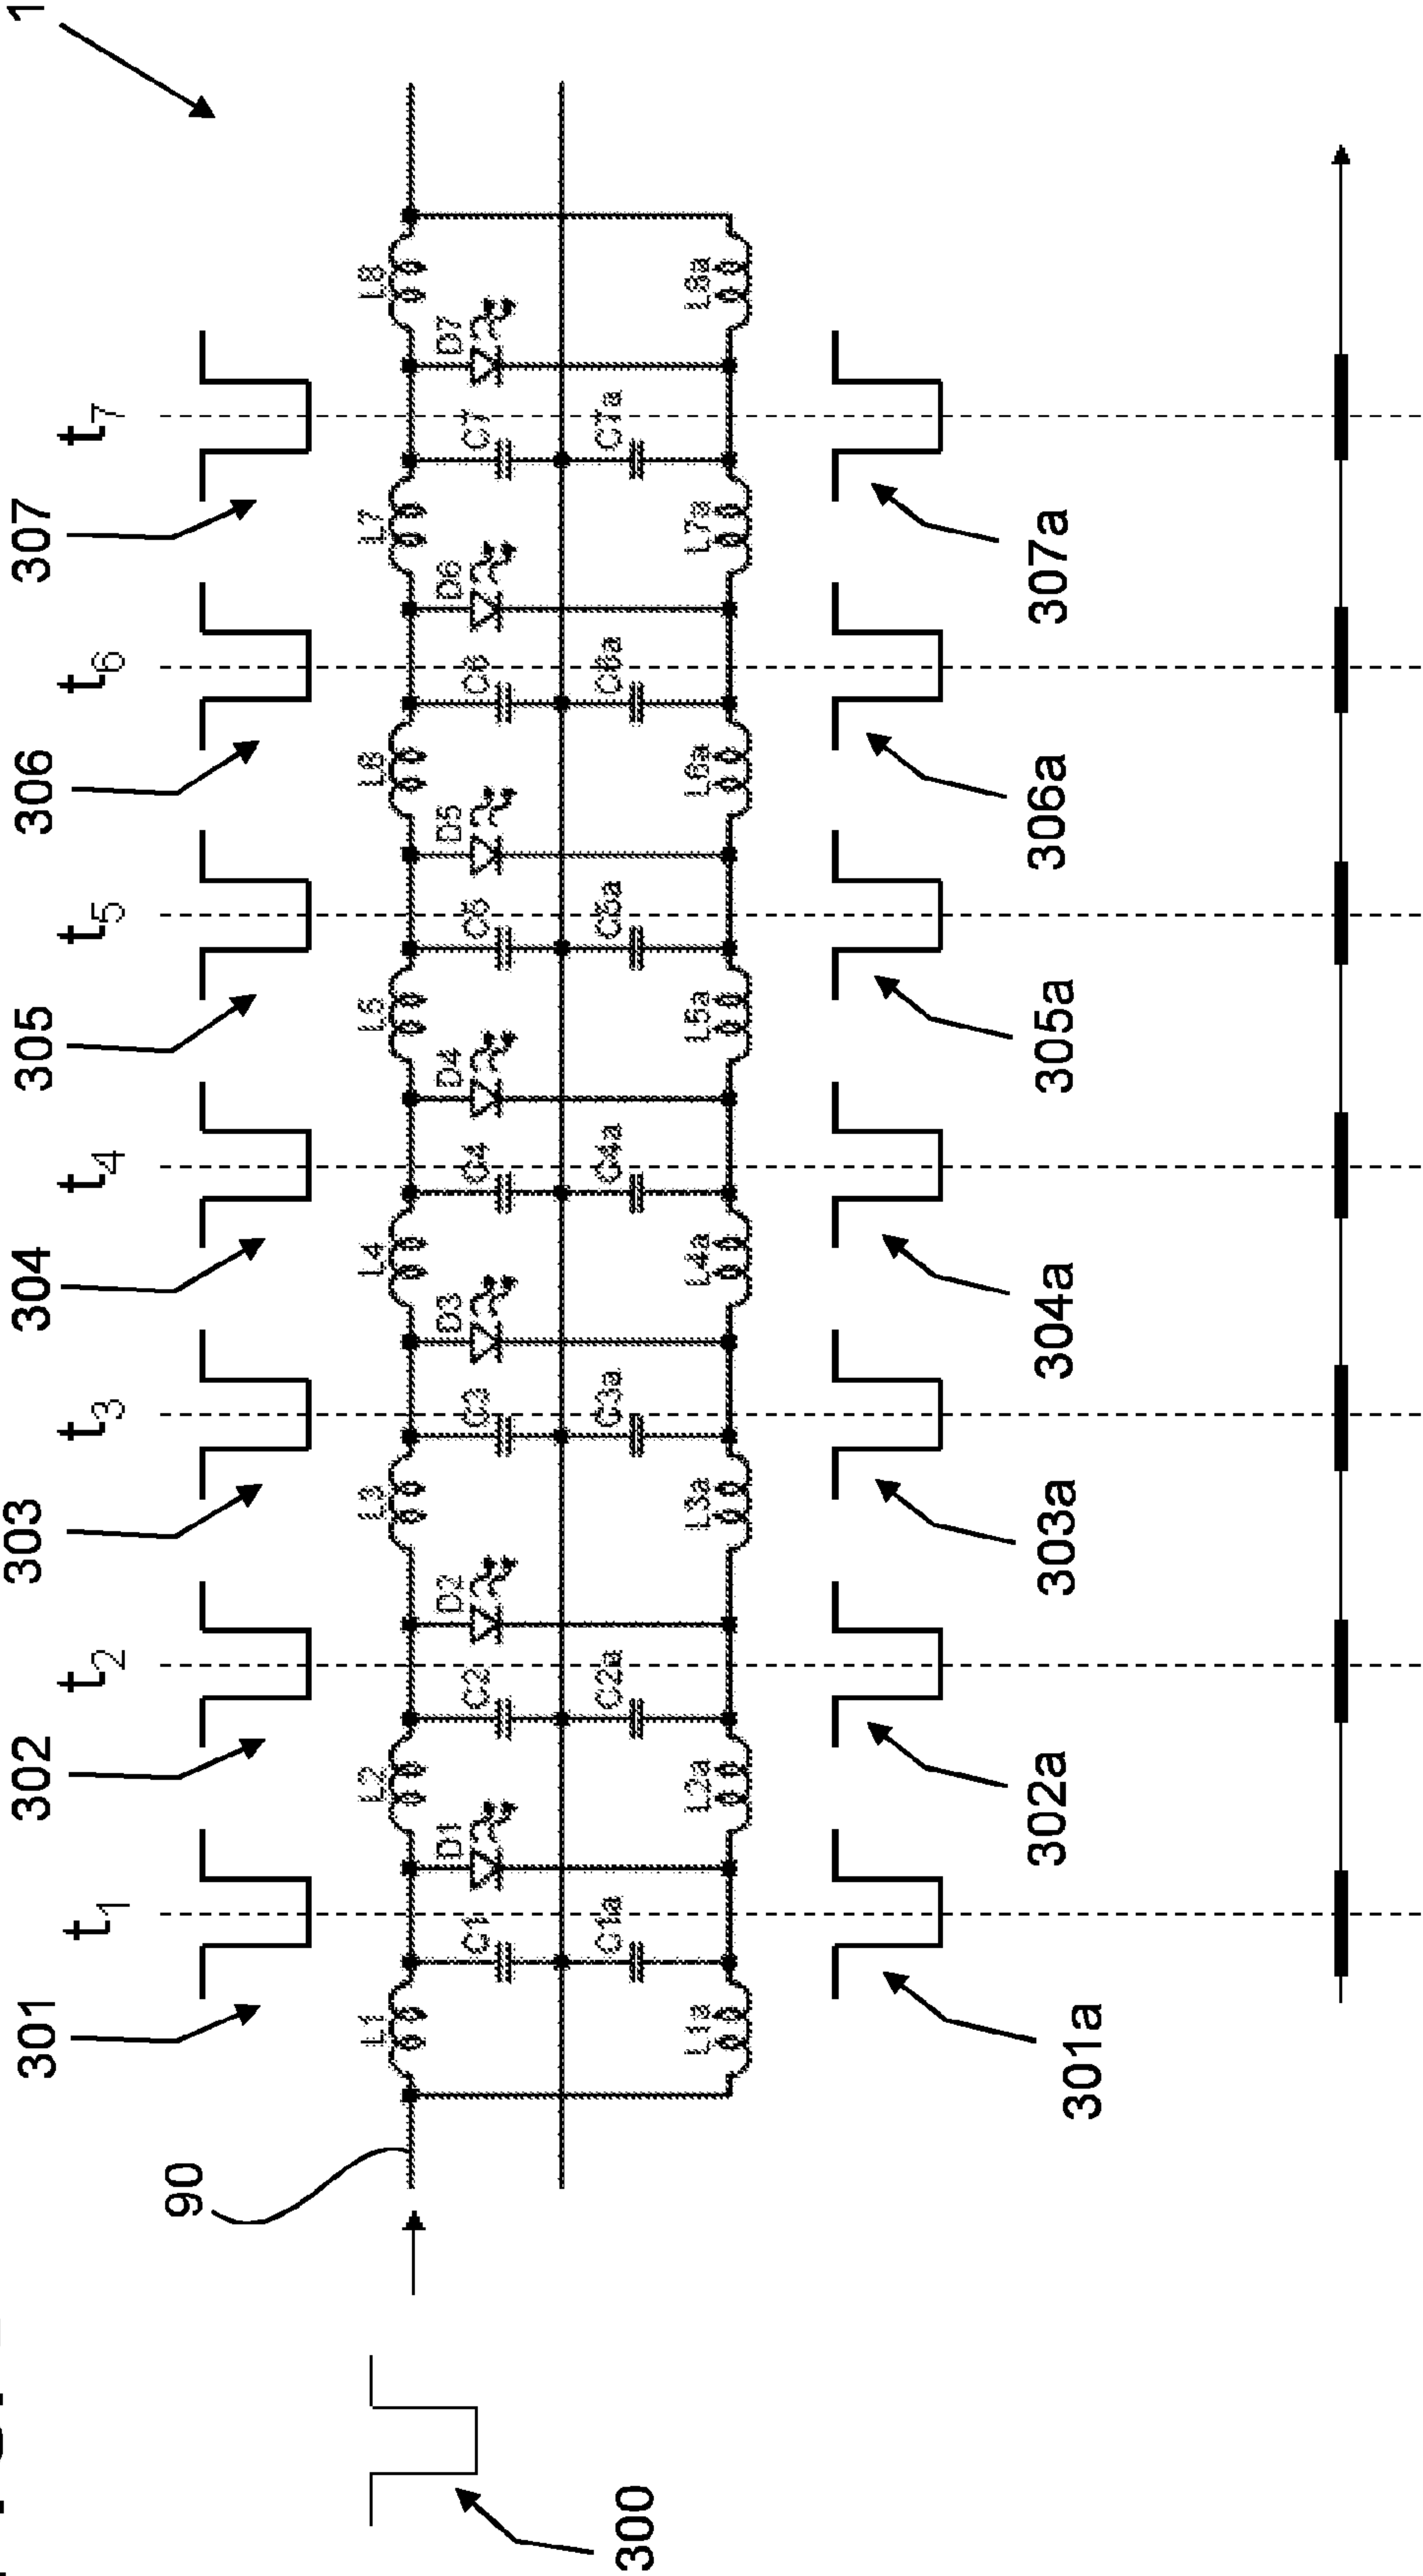 1
301 302 303 304 305 306 307
t1 t2 t3 t4 t5 t6 t7
90
L1 L2 L3 L4 L5 L6 L7 L8
D1 D2 D3 D4 D5 D6 D7
C1 C2 C3 C4 C5 C6 C7
C1a C2a C3a C4a C5a C6a C7a
L1a L2a L3a L4a L5a L6a L7a L8a
300
301a 302a 303a 304a 305a 306a 307a